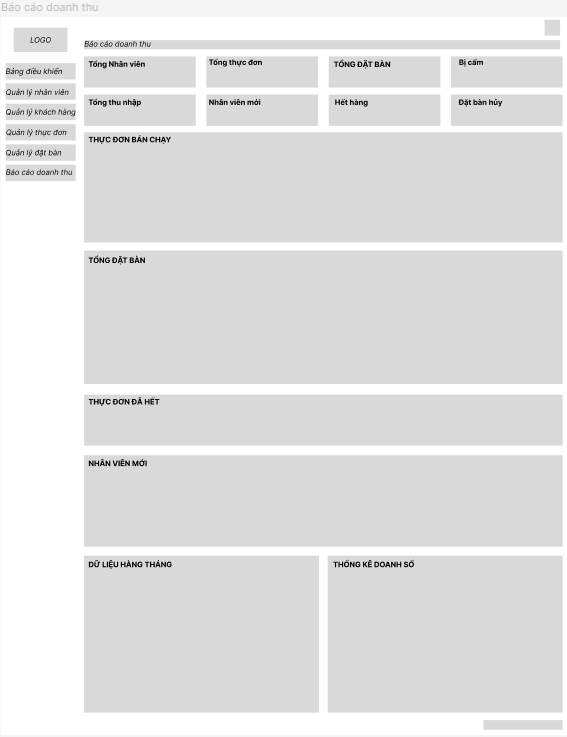 Báo cáo doanh thu
LOGO
Báo cáo doanh thu
Bảng điều khiển
Quản lý nhân viên
Quản lý khách hàng
Quản lý thực đơn
Quản lý đặt bàn
Báo cáo doanh thu
Tổng Nhân viên
Tổng thực đơn
TỔNG ĐẶT BÀN
Bị cấm
Tổng thu nhập
Nhân viên mới
Hết hàng
Đặt bàn hủy
THỰC ĐƠN BÁN CHẠY
TỔNG ĐẶT BÀN
THỰC ĐƠN ĐÃ HẾT
NHÂN VIÊN MỚI
DỮ LIỆU HÀNG THÁNG
THỐNG KÊ DOANH SỐ